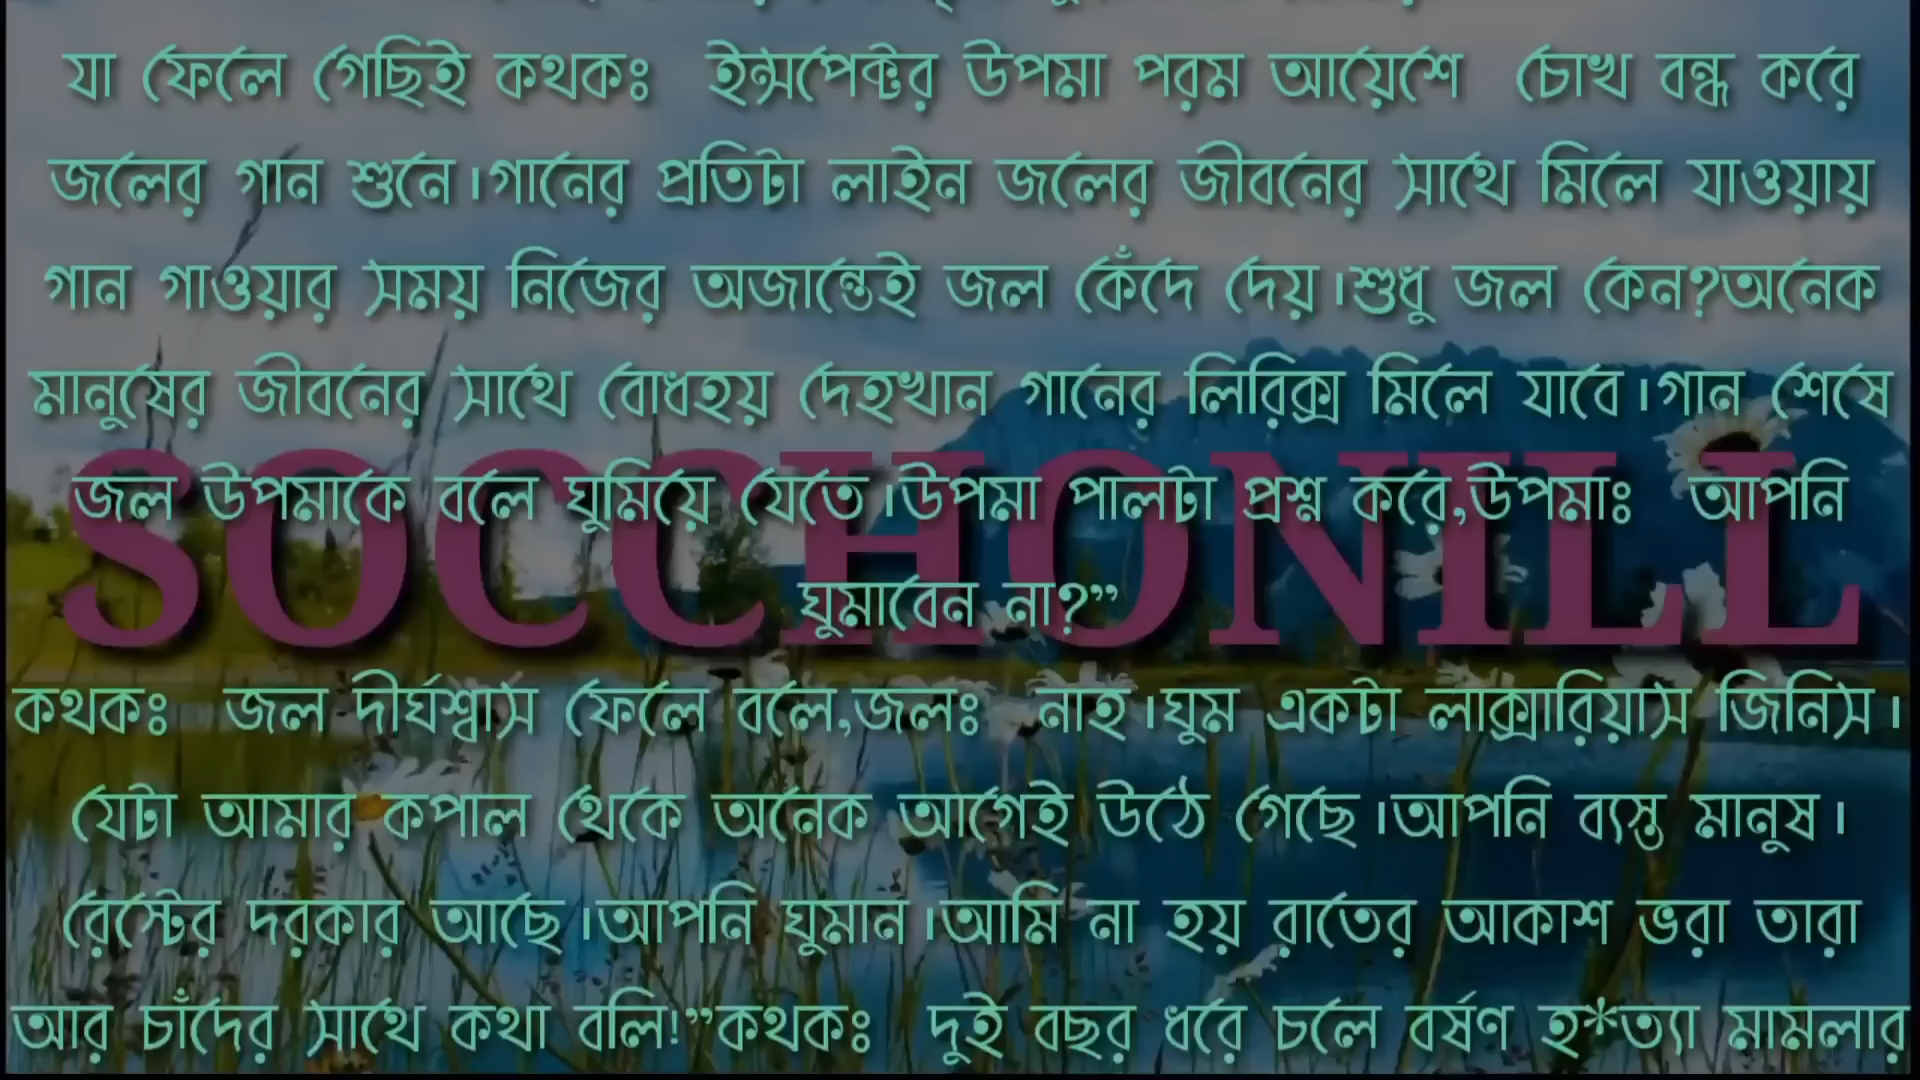 যা ফেলে গেছিই কথকঃ ইন্সপেক্টর উপমা পরম আয়েশে চোখ বন্ধ করে
জলের গান শুনে।গানের প্রতিটা লাইন জলের জীবনের সাথে মিলে যাওয়ায়
গান গাওয়ার সময় নিজের অজান্তেই জল কেঁদে দেয়।শুধু জল কেন?অনেক
মানুষের জীবনের সাথে বোধহয় দেহখান গানের লিরিক্স মিলে যাবে।গান শেষে
জল উপমাকে বলে ঘুমিয়ে যেতে।উপমা পালটা প্রশ্ন করে,উপমাঃ আপনি
SOCCHONILL
ঘুমাবেন না?”
কথকঃ জল দীর্ঘশ্বাস ফেলে বলে,জলঃ নাহ।ঘুম একটা লাক্সারিয়াস জিনিস।
যেটা আমার কপাল থেকে অনেক আগেই উঠে গেছে।আপনি ব্যস্ত মানুষ।
রেস্টের দরকার আছে।আপনি ঘুমান।আমি না হয় রাতের আকাশ ভরা তারা
আর চাঁদের সাথে কথা বলি!”কথকঃ দুই বছর ধরে চলে বর্ষণ হ*ত্যা মামলার